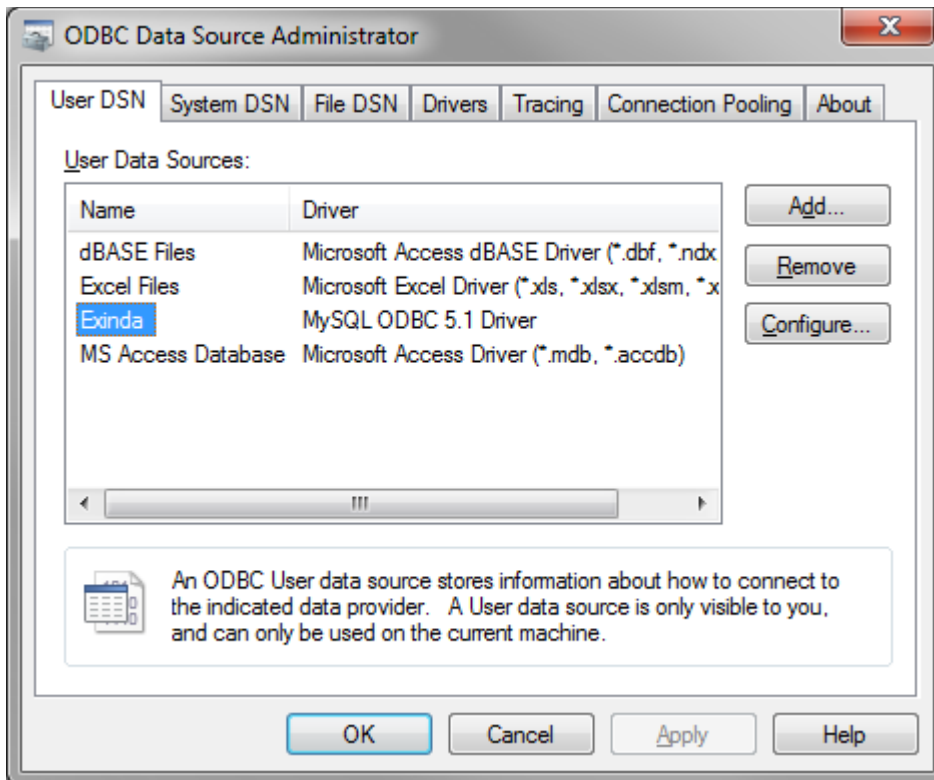 ODBC Data Source Administrator
User DSN System DSN File DSN Drivers Tracing Connection Pooling About
User Data Sources:
Name Driver
dBASE Files Microsoft Access dBASE Driver (*.dbf, *.ndx
Excel Files Microsoft Excel Driver (*.xls, *.xlsx, *.xlsm, *.x
Exinda MySQL ODBC 5.1 Driver
MS Access Database Microsoft Access Driver (*.mdb, *.accdb)
Add...
Remove
Configure...
An ODBC User data source stores information about how to connect to
the indicated data provider. A User data source is only visible to you,
and can only be used on the current machine.
OK Cancel Apply Help